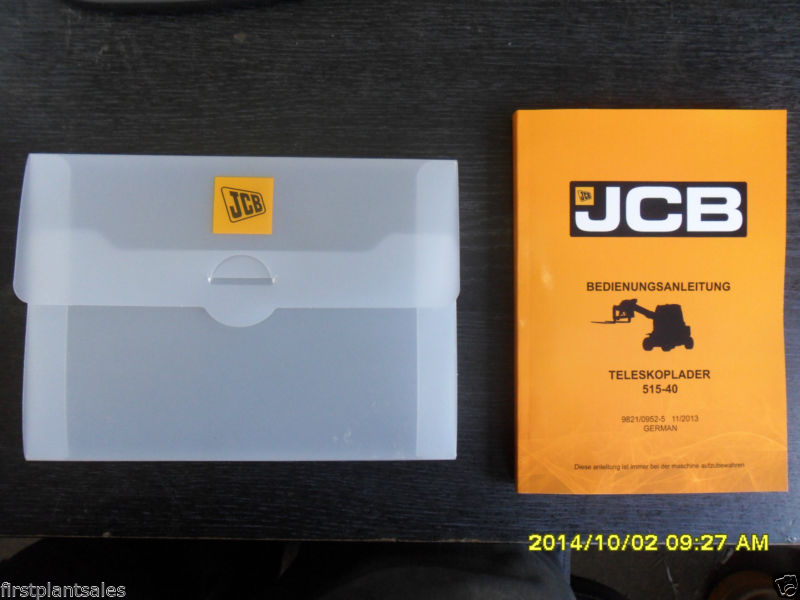 JCB
JCB
JCB
BEDIENUNGSANLEITUNG
TELESKOPLADER
515-40
9821/0952-5 11/2013
GERMAN
Diese anleitung ist immer bei der maschine aufzubewahren
2014/10/02 09:27 AM
firstplantsales